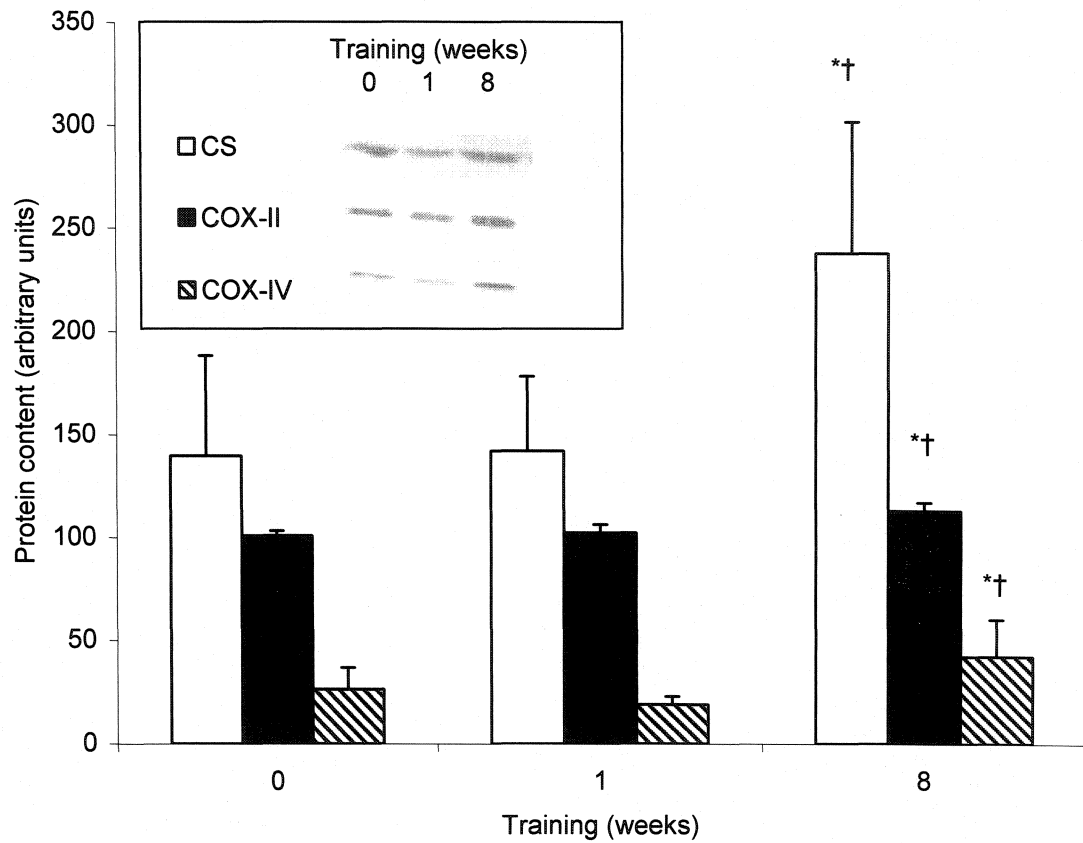 350
300
250
200
150
100
50
0
Protein content (arbitrary units)
Training (weeks)
0 1 8
CS
COX-II
COX-IV
*†
*†
*†
0 1 8
Training (weeks)